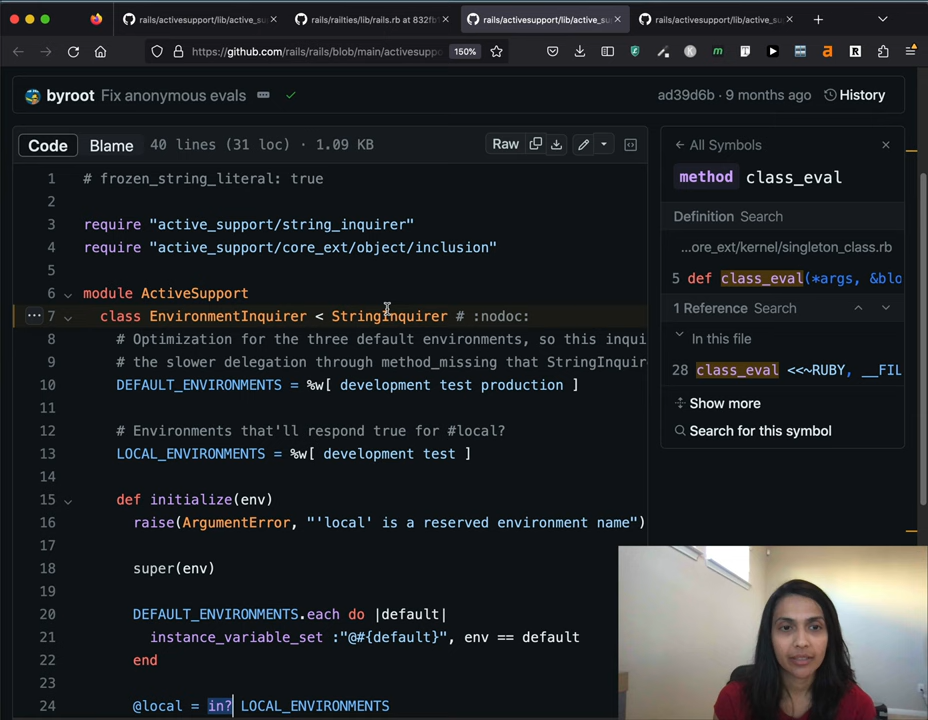 rails/activesupport/lib/active_su
rails/railties/lib/rails.rb at 832fb
rails/activesupport/lib/active_su
rails/activesupport/lib/active_su
https://github.com/rails/rails/blob/main/activesuppo
150%
byroot Fix anonymous evals
ad39d6b · 9 months ago
History
Code Blame 40 lines (31 loc) · 1.09 KB
Raw
1 # frozen_string_literal: true
2
3 require "active_support/string_inquirer"
4 require "active_support/core_ext/object/inclusion"
5
6 module ActiveSupport
7 class EnvironmentInquirer < StringInquirer # :nodoc:
8 # Optimization for the three default environments, so this inqui
9 # the slower delegation through method_missing that StringInquire
10 DEFAULT_ENVIRONMENTS = %w[ development test production ]
11
12 # Environments that'll respond true for #local?
13 LOCAL_ENVIRONMENTS = %w[ development test ]
14
15 def initialize(env)
16 raise(ArgumentError, "'local' is a reserved environment name")
17
18 super(env)
19
20 DEFAULT_ENVIRONMENTS.each do |default|
21 instance_variable_set :"@#{default}", env == default
22 end
23
24 @local = in? LOCAL_ENVIRONMENTS
All Symbols
method class_eval
Definition Search
...ore_ext/kernel/singleton_class.rb
5 def class_eval(*args, &blo
1 Reference Search
In this file
28 class_eval <<~RUBY, __FIL
Show more
Search for this symbol